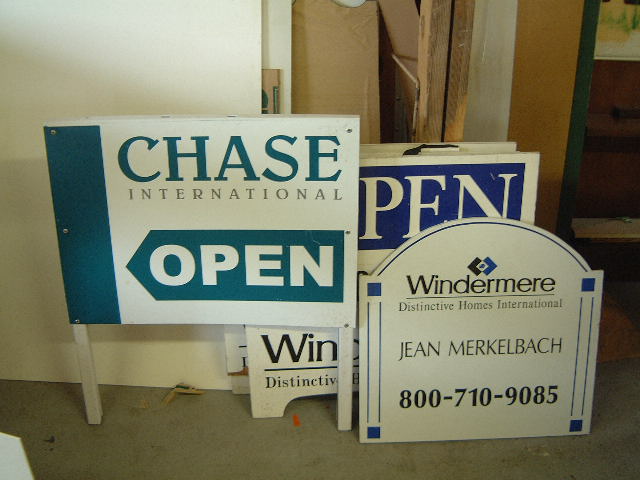 CHASE
INTERNATIONAL
OPEN
PEN
Windermere
Distinctive Homes International
JEAN MERKELBACH
800-710-9085
Win
Distinctive